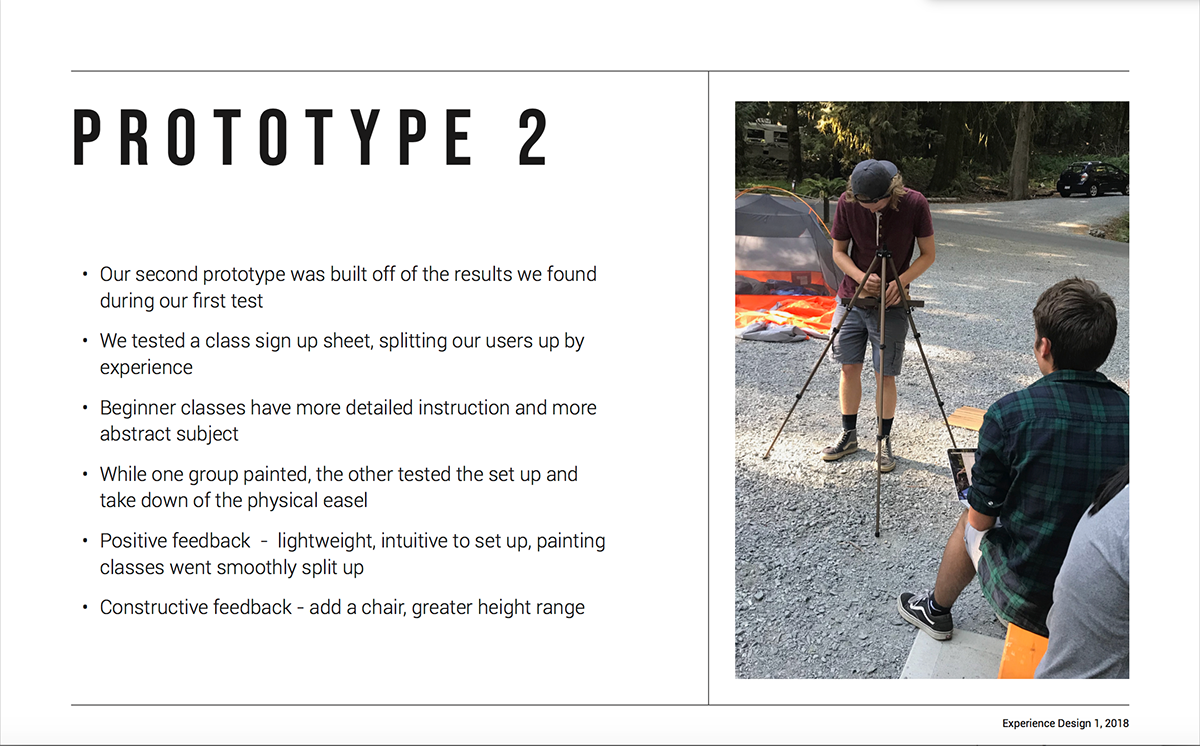 PROTOTYPE 2
• Our second prototype was built off of the results we found
during our first test
• We tested a class sign up sheet, splitting our users up by
experience
• Beginner classes have more detailed instruction and more
abstract subject
• While one group painted, the other tested the set up and
take down of the physical easel
• Positive feedback  -  lightweight, intuitive to set up, painting
classes went smoothly split up
• Constructive feedback - add a chair, greater height range
Experience Design 1, 2018